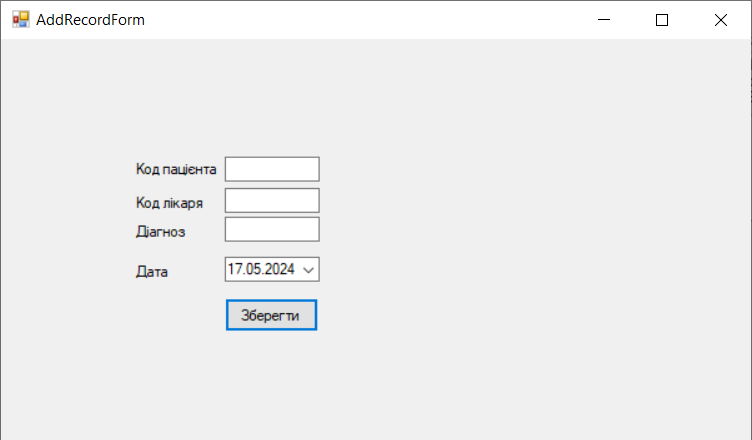 AddRecordForm
Код пацієнта
Код лікаря
Діагноз
Дата 17.05.2024
Зберегти